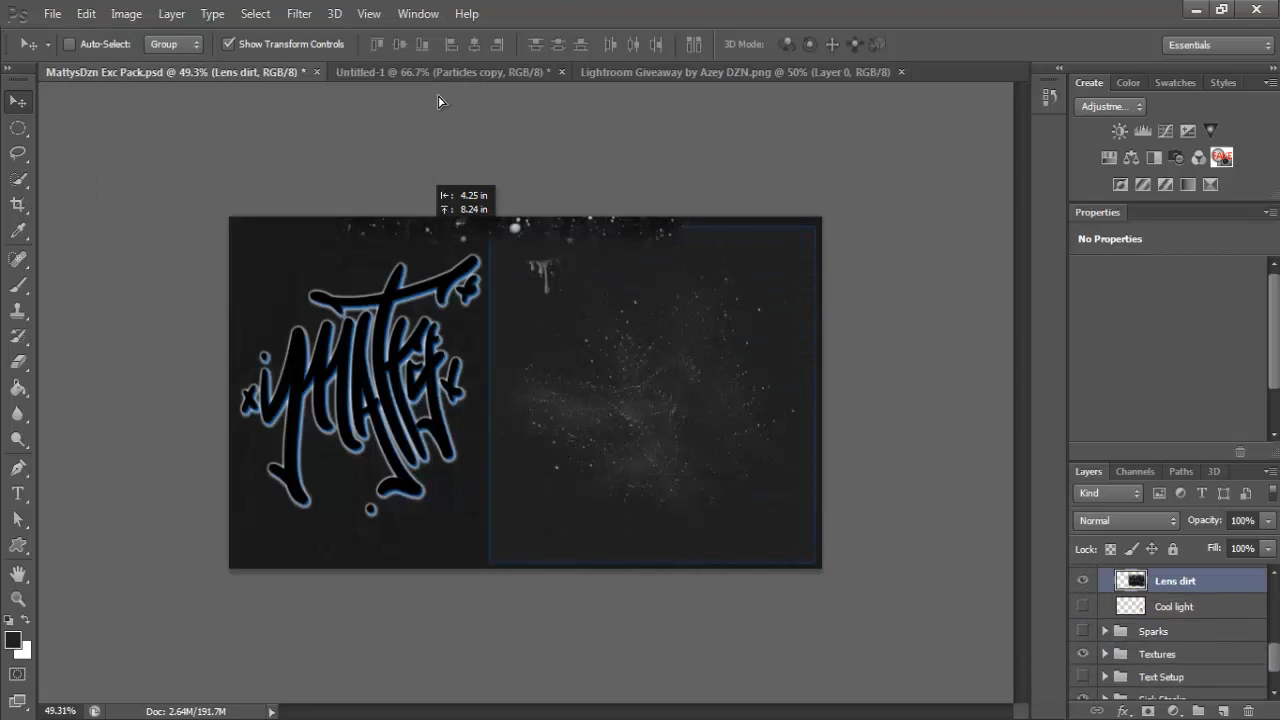 Ps File Edit Image Layer Type Select Filter 3D View Window Help
Auto-Select: Group Show Transform Controls 3D Mode: Essentials
MattysDzn Exc Pack.psd @ 49.3% (Lens dirt, RGB/8) * × Untitled-1 @ 66.7% (Particles copy, RGB/8) * × Lightroom Giveaway by Azey DZN.png @ 50% (Layer 0, RGB/8) ×
Create Color Swatches Styles
Adjustme...
4.25 in
8.24 in
Properties
No Properties
Layers Channels Paths 3D
Kind
Normal Opacity: 100%
Lock: Fill: 100%
Lens dirt
Cool light
Sparks
Textures
Text Setup
49.31% Doc: 2.64M/191.7M